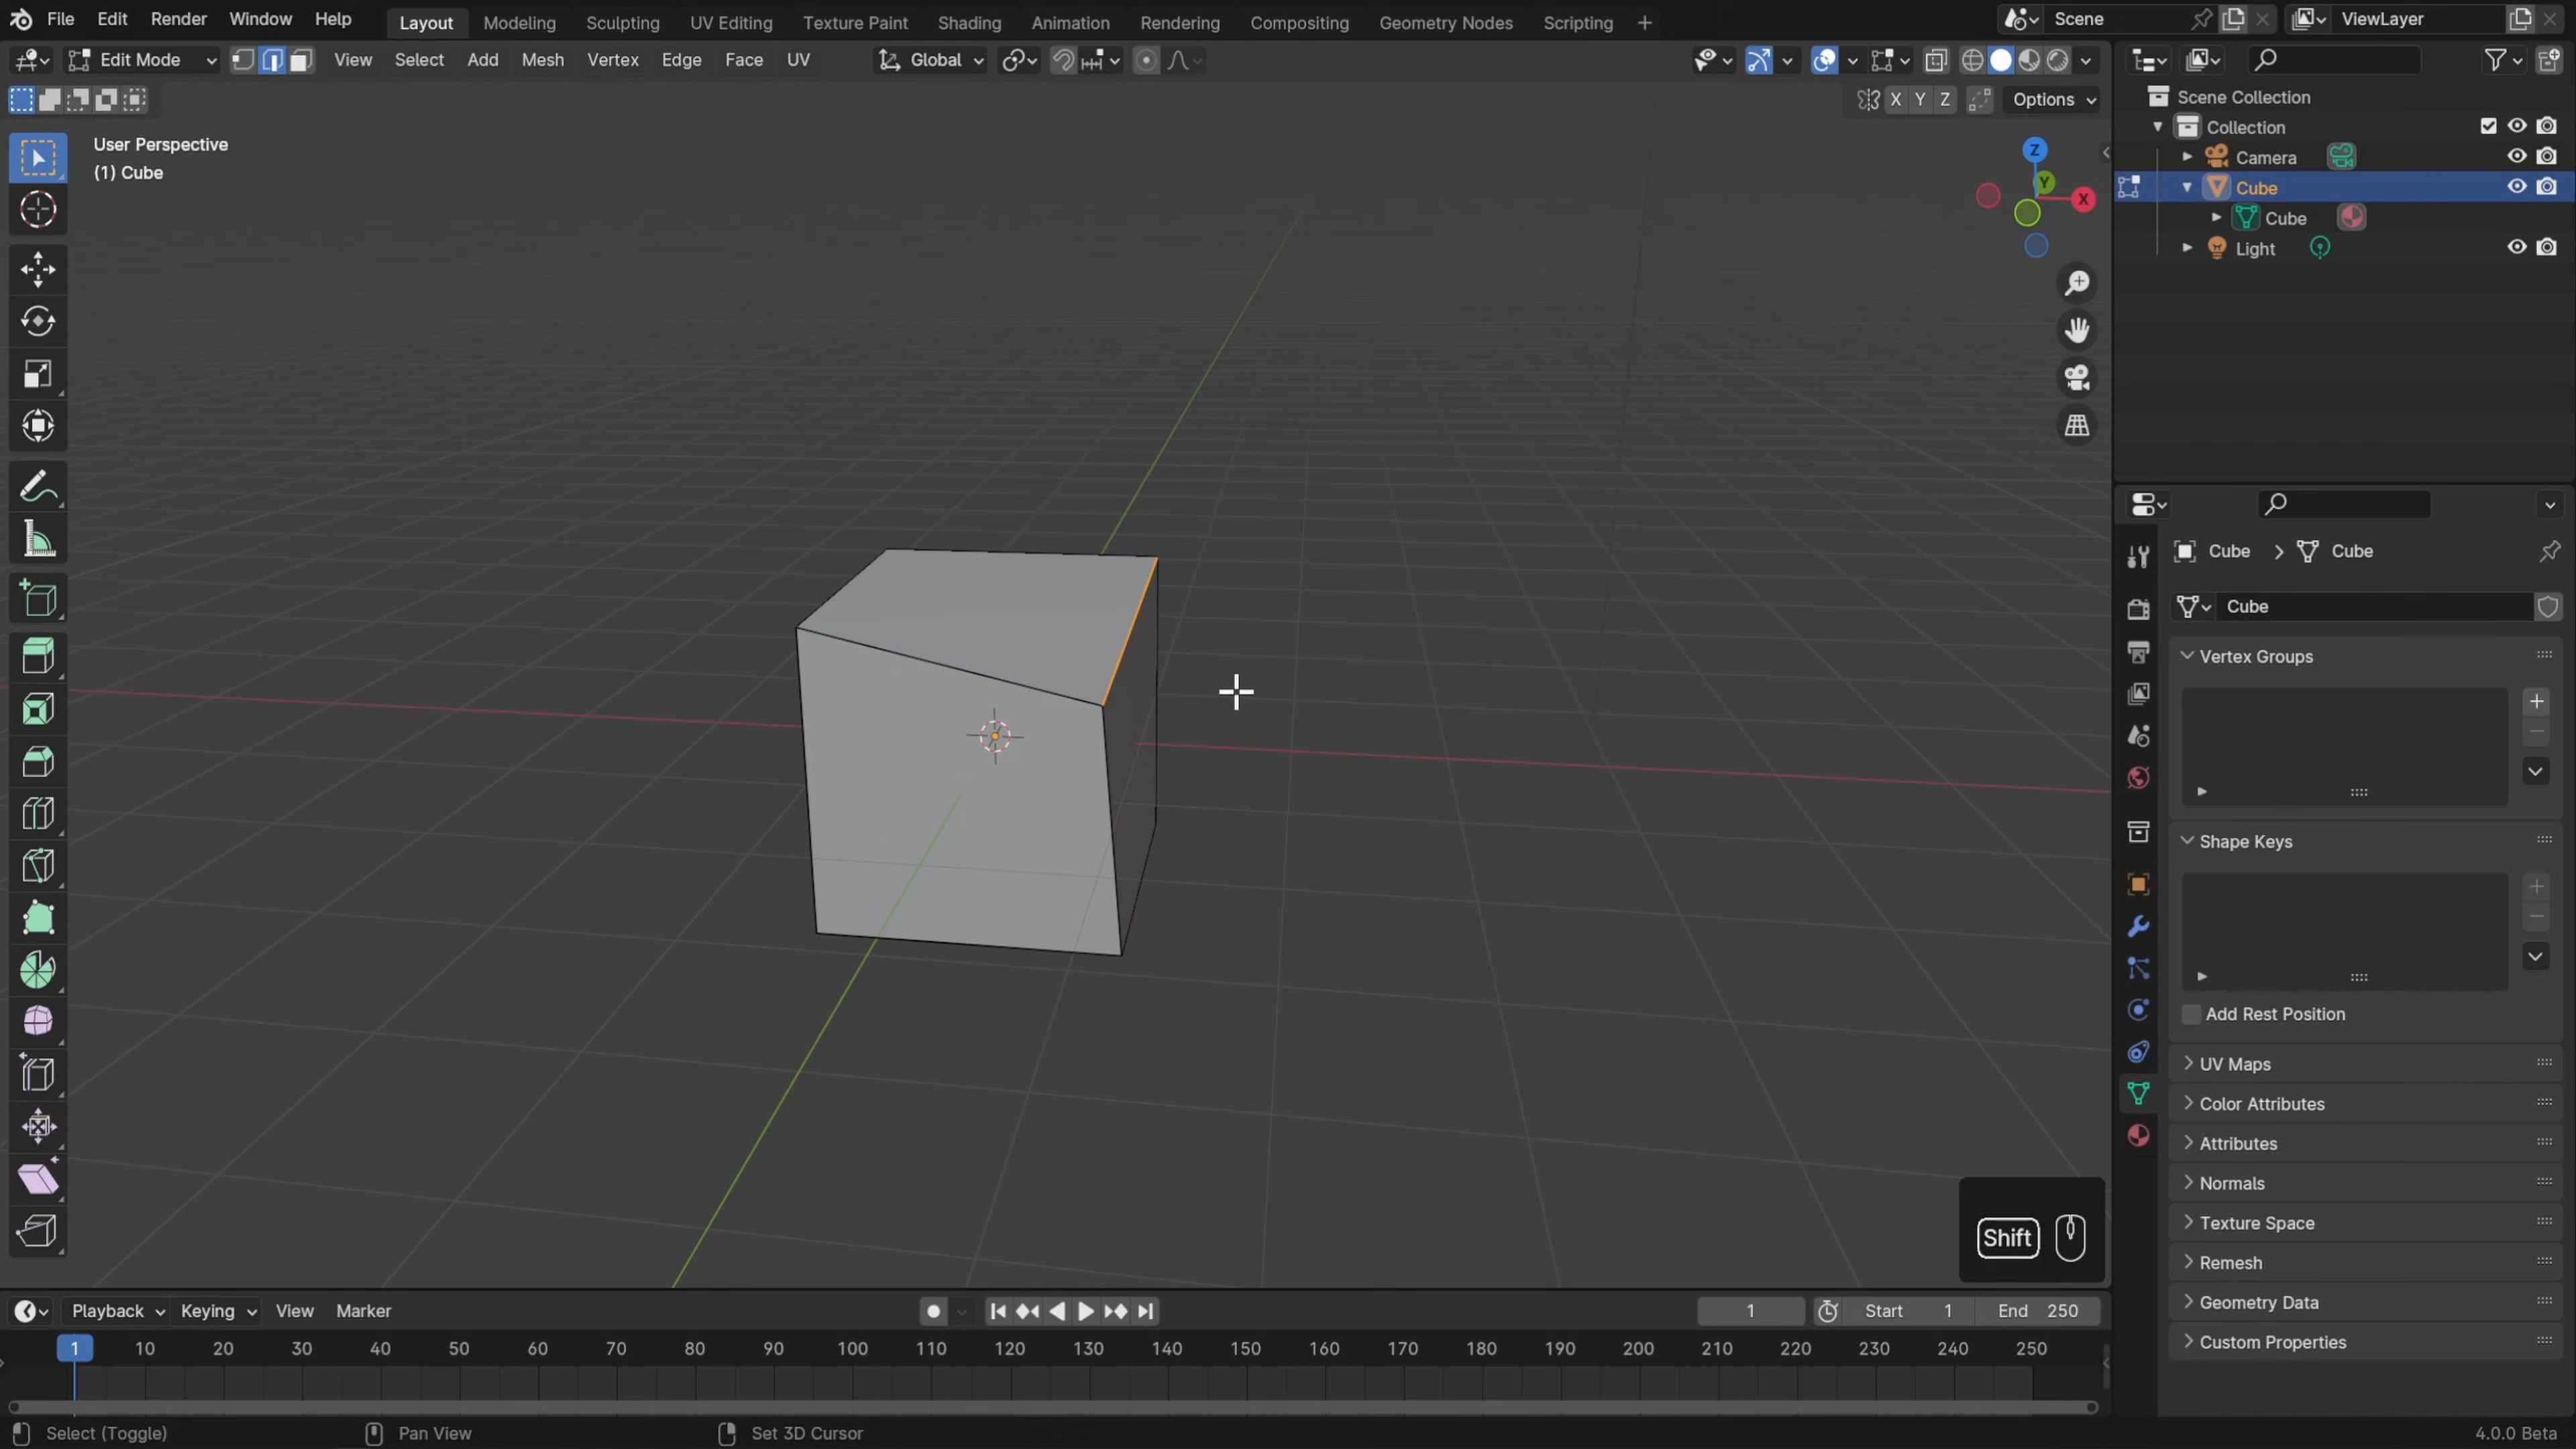 File Edit Render Window Help Layout Modeling Sculpting UV Editing Texture Paint Shading Animation Rendering Compositing Geometry Nodes Scripting + Scene ViewLayer
Edit Mode View Select Add Mesh Vertex Edge Face UV Global
X Y Z Options
User Perspective
(1) Cube
Z
Y
X
Scene Collection
Collection
Camera
Cube
Cube
Light
Cube > Cube
Cube
Vertex Groups
Shape Keys
Add Rest Position
UV Maps
Color Attributes
Attributes
Normals
Texture Space
Remesh
Geometry Data
Custom Properties
Shift
Playback Keying View Marker 1 Start 1 End 250
1 10 20 30 40 50 60 70 80 90 100 110 120 130 140 150 160 170 180 190 200 210 220 230 240 250
Select (Toggle) Pan View Set 3D Cursor 4.0.0 Beta